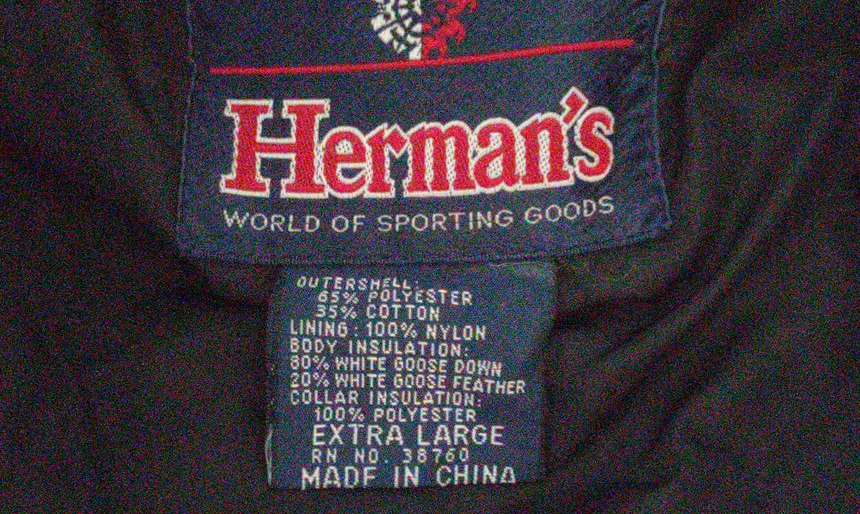 Herman's
WORLD OF SPORTING GOODS
OUTERSHELL:
65% POLYESTER
35% COTTON
LINING: 100% NYLON
BODY INSULATION:
80% WHITE GOOSE DOWN
20% WHITE GOOSE FEATHER
COLLAR INSULATION:
100% POLYESTER
EXTRA LARGE
RN NO. 38760
MADE IN CHINA